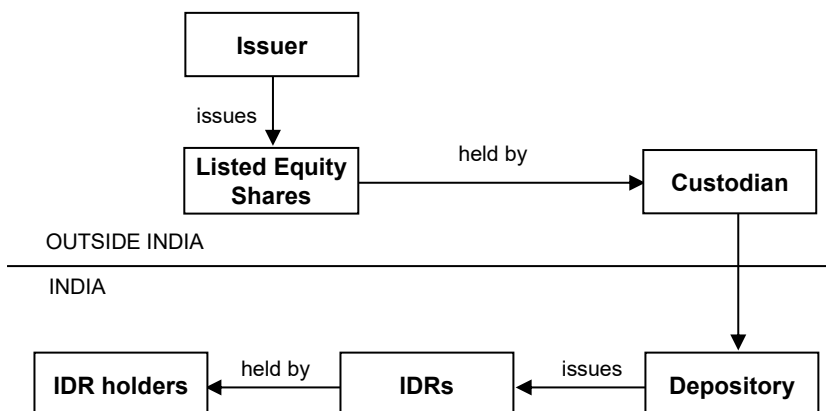 Issuer
issues
Listed Equity
Shares
held by
Custodian
OUTSIDE INDIA
INDIA
IDR holders
held by
IDRs
issues
Depository